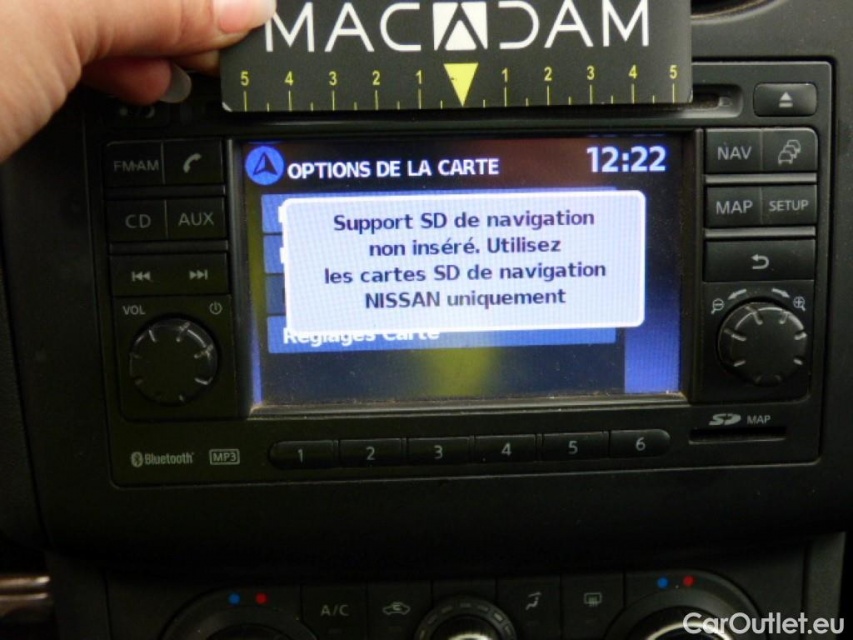 MACADAM
5 4 3 2 1 1 2 3 4 5
FM·AM
CD AUX
VOL
OPTIONS DE LA CARTE 12:22
Support SD de navigation
non inséré. Utilisez
les cartes SD de navigation
NISSAN uniquement
Réglages Carte
NAV
MAP SETUP
SD MAP
Bluetooth MP3
1 2 3 4 5 6
A/C
CarOutlet.eu